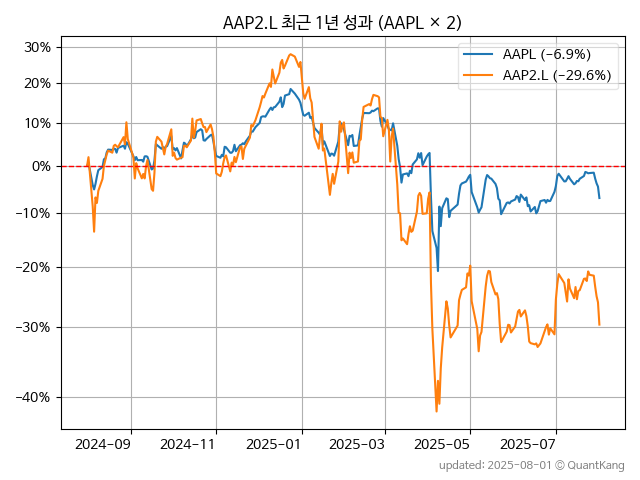 AAP2.L 최근 1년 성과 (AAPL × 2)
AAPL (−6.9%)
AAP2.L (−29.6%)
30%
20%
10%
0%
−10%
−20%
−30%
−40%
2024−09 2024−11 2025−01 2025−03 2025−05 2025−07
updated: 2025-08-01 © QuantKang